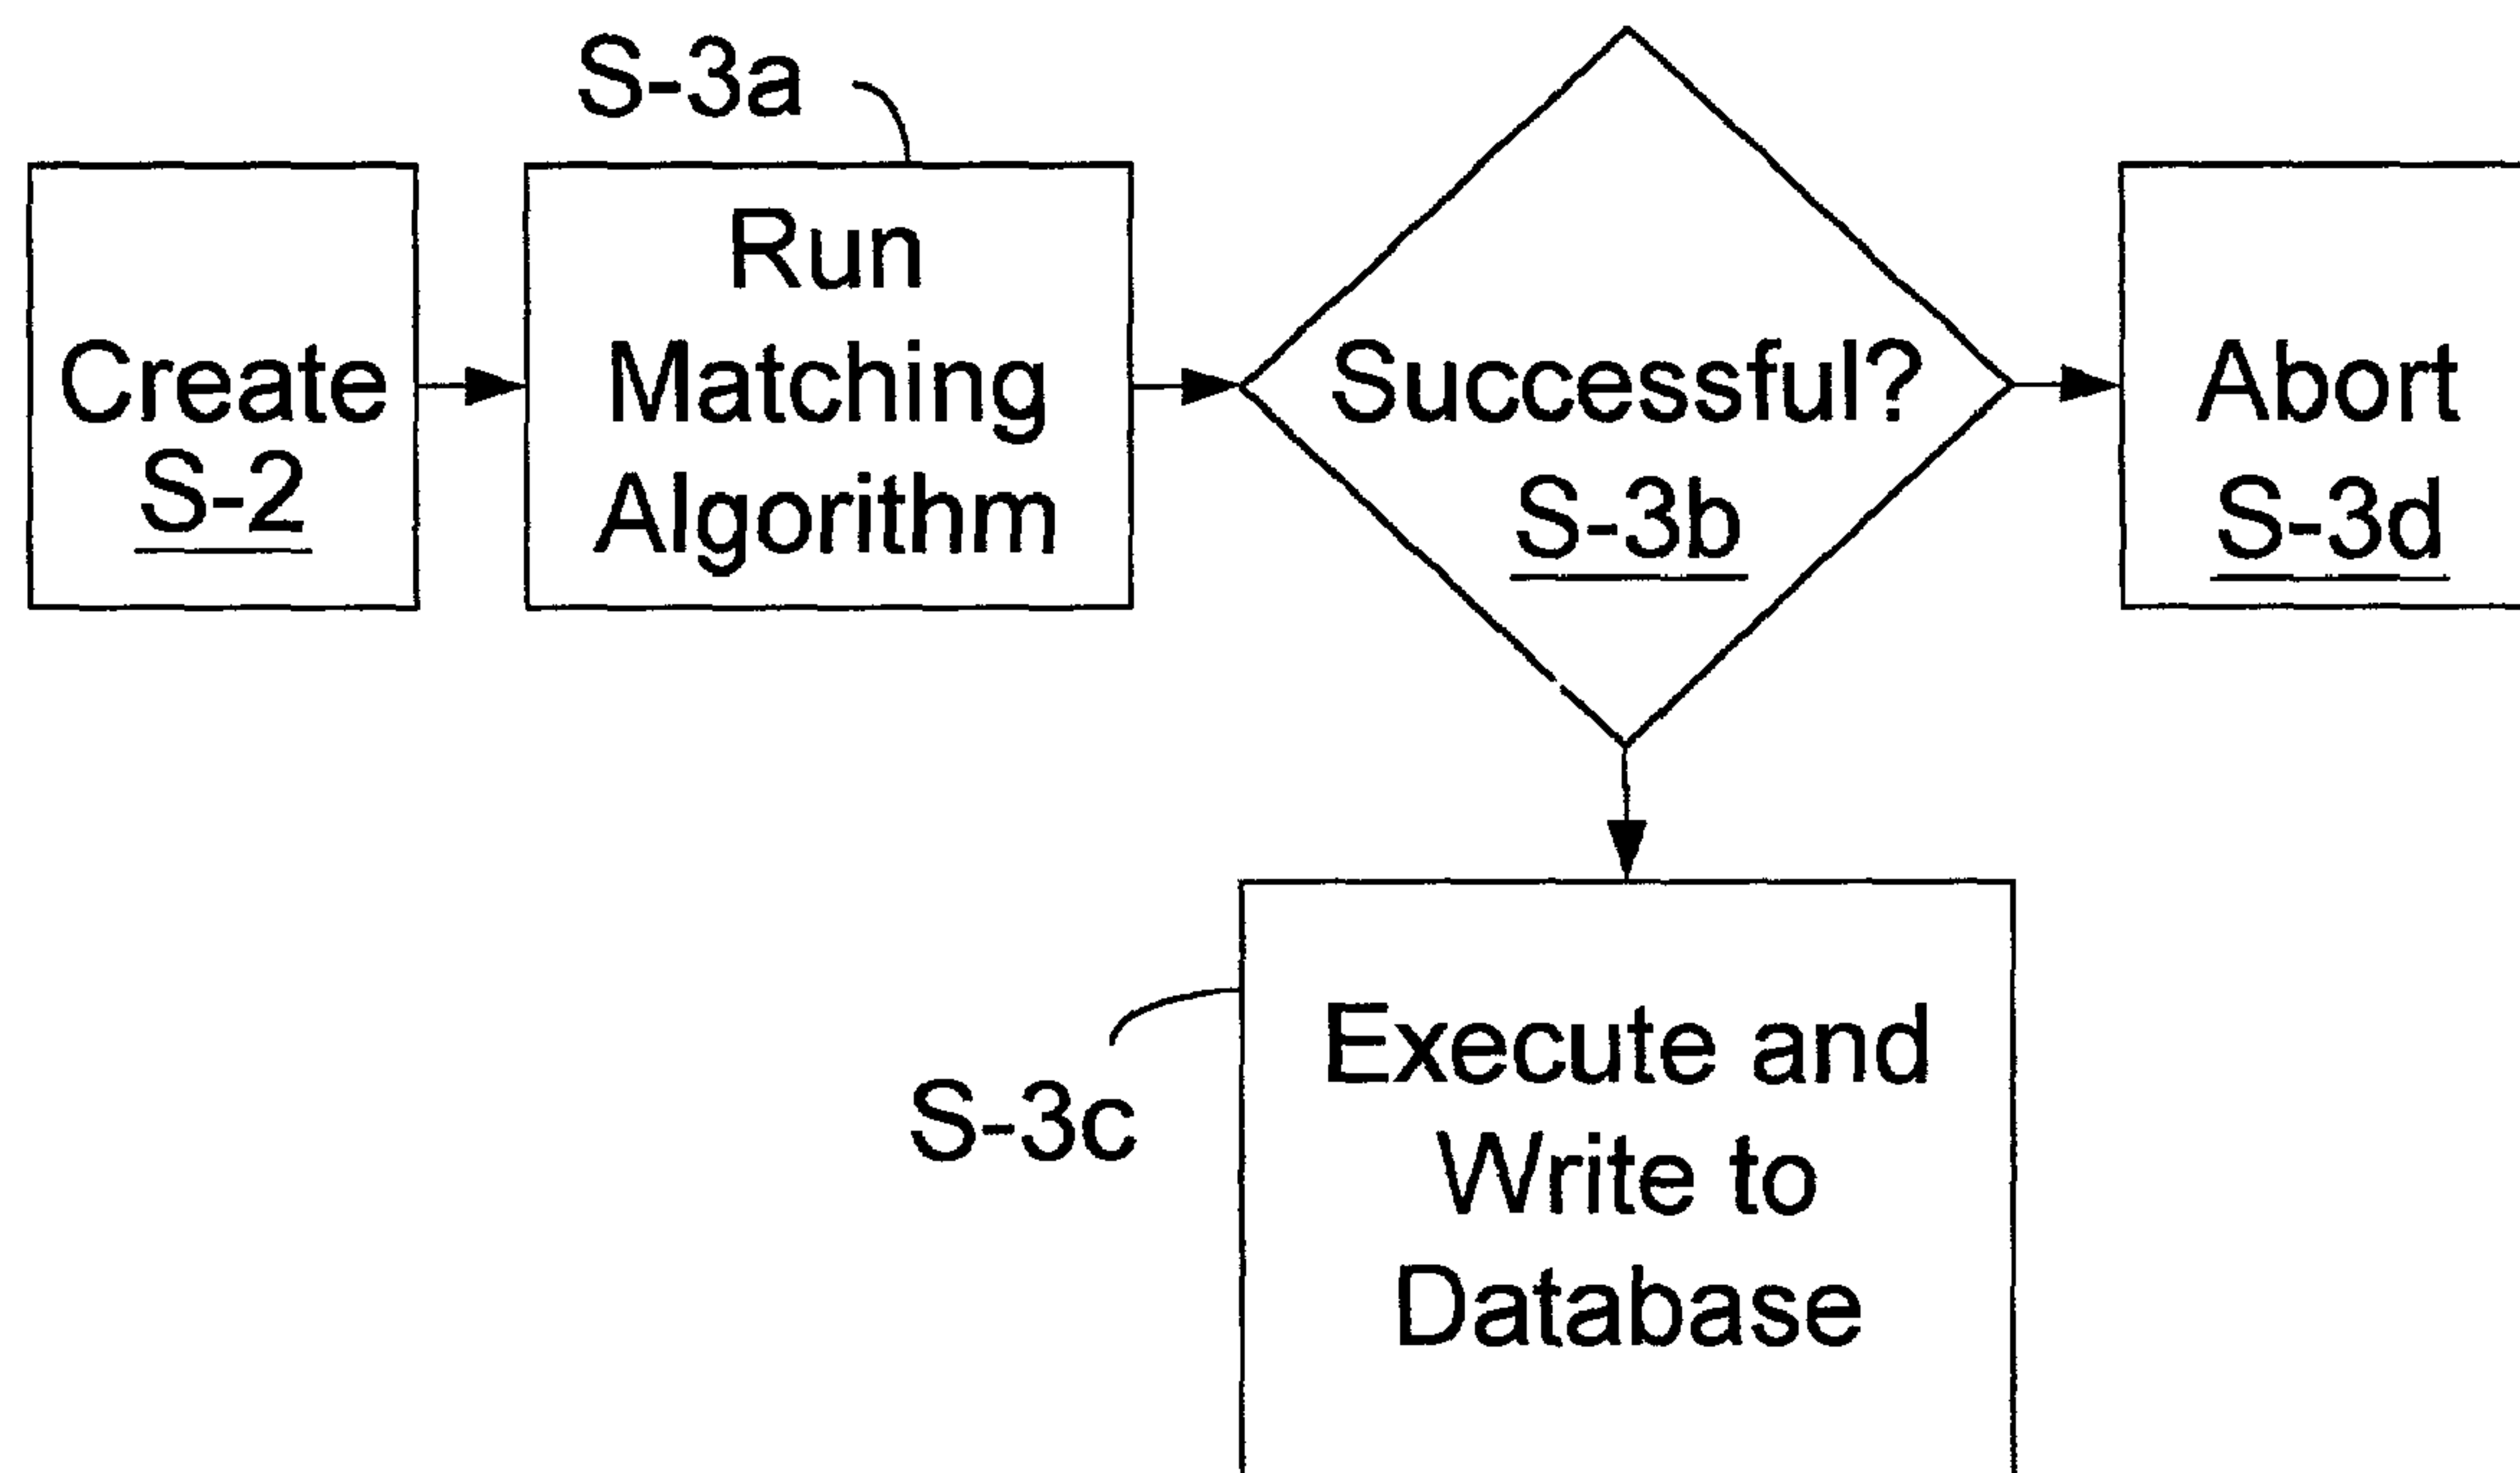 S-3a
Create
S-2
Run
Matching
Algorithm
Successful?
S-3b
Abort
S-3d
S-3c
Execute and
Write to
Database